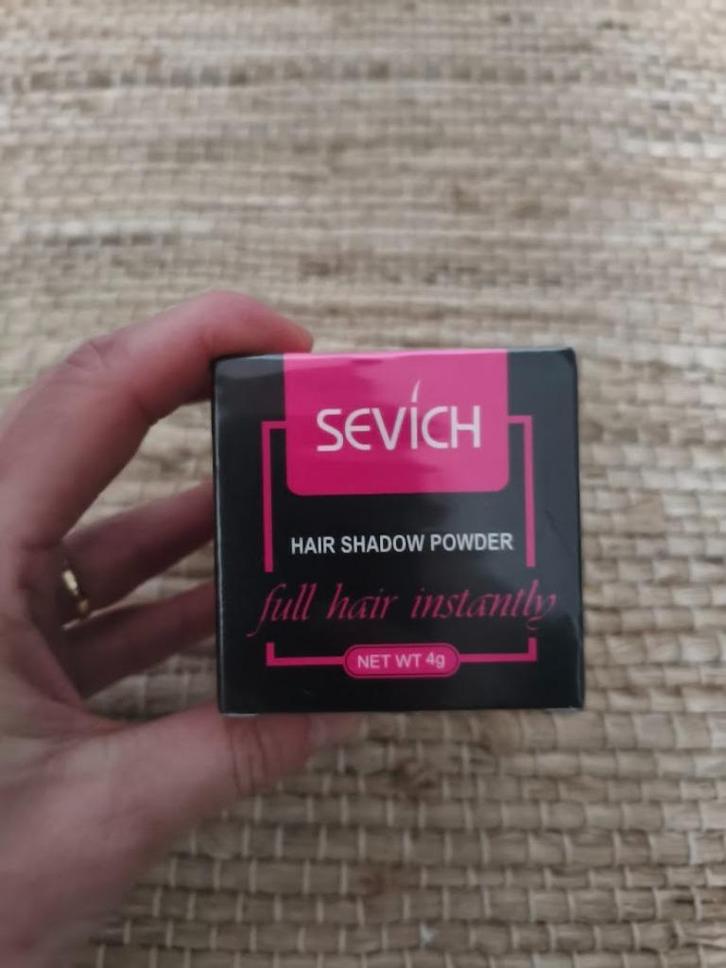 SEVICH
HAIR SHADOW POWDER
full hair instantly
NET WT 4g